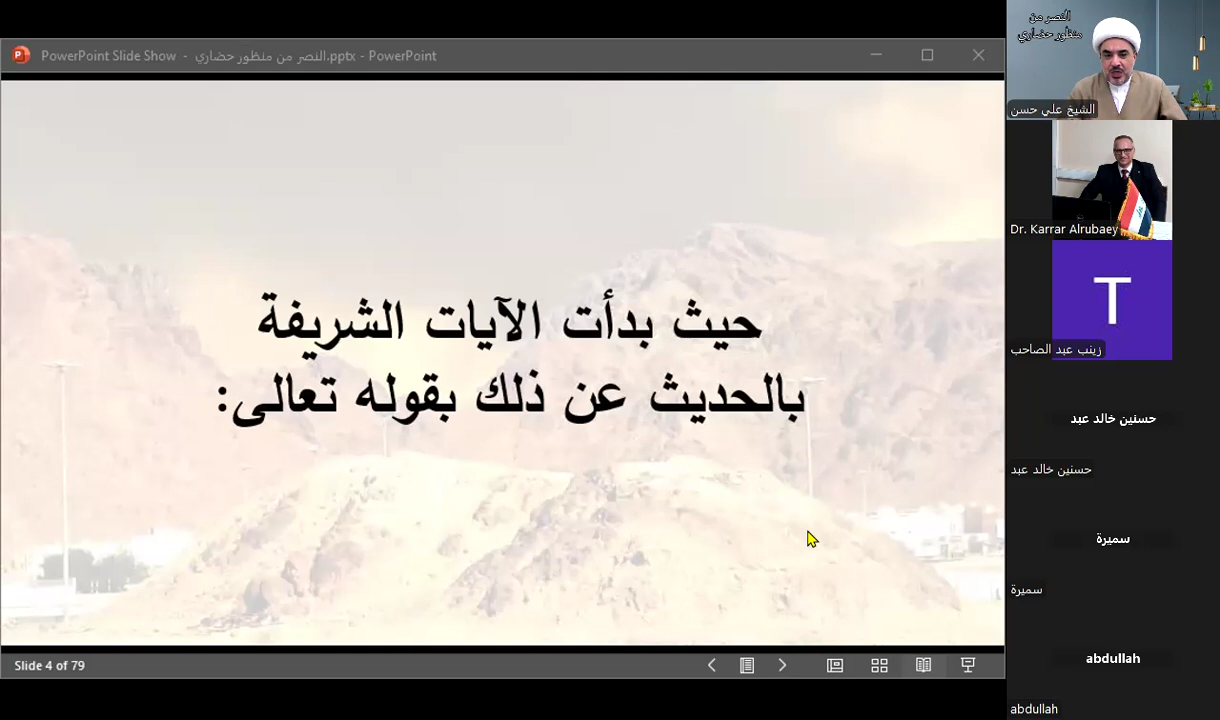 PowerPoint Slide Show - النصر من منظور حضاري.pptx - PowerPoint
حيث بدأت الآيات الشريفة
بالحديث عن ذلك بقوله تعالى:
Slide 4 of 79
النصر من
منظور حضاري
الشيخ علي حسن
Dr. Karrar Alrubaey
T
زينب عبد الصاحب
حسنين خالد عبد
حسنين خالد عبد
سميرة
سميرة
abdullah
abdullah